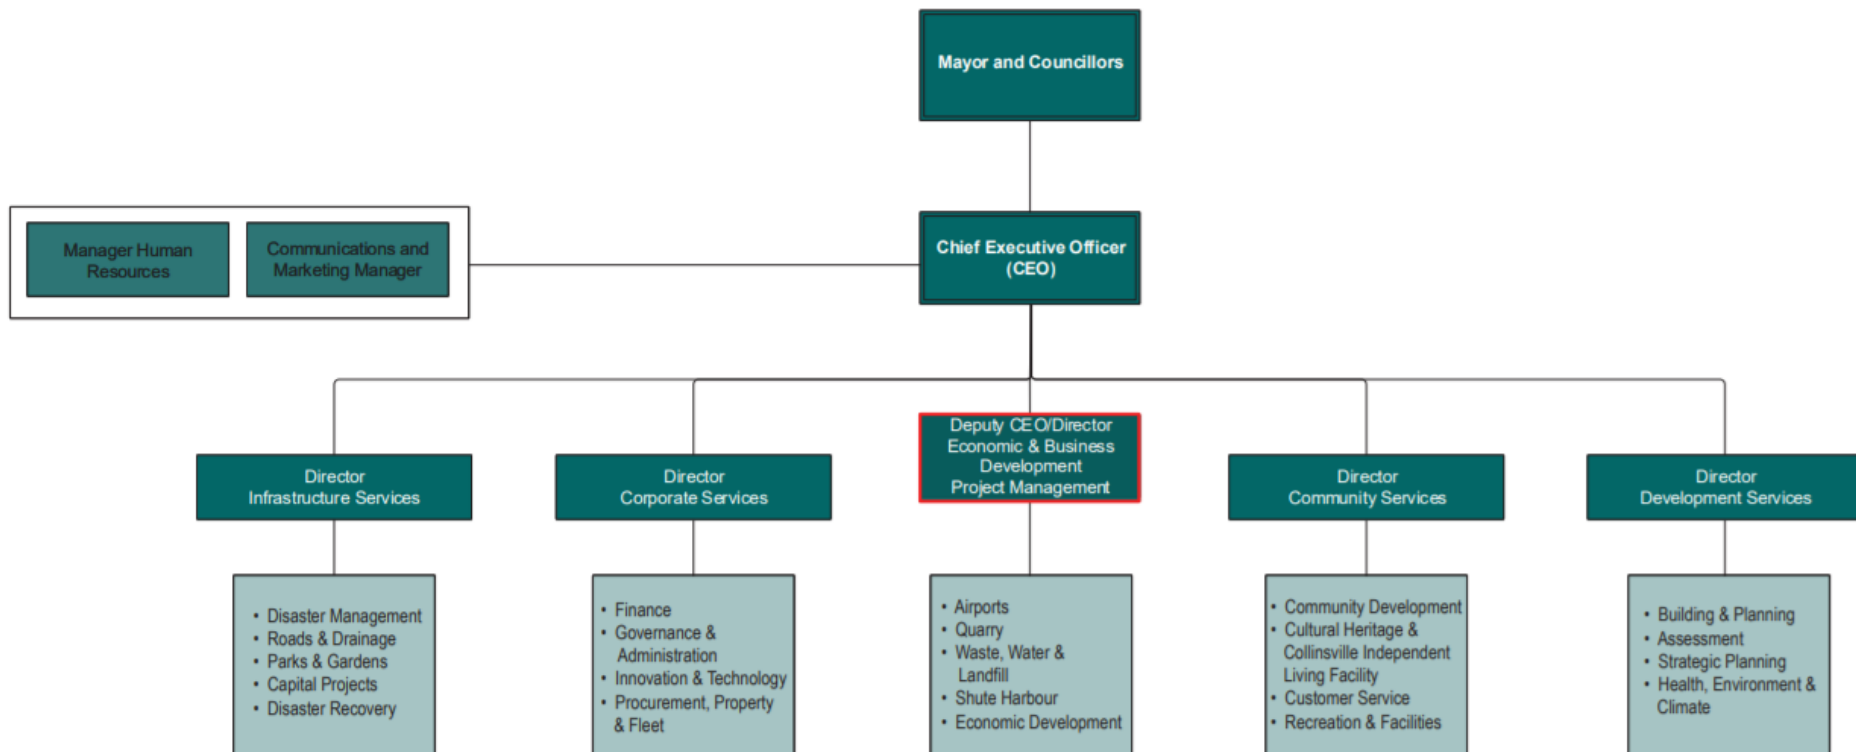 Mayor and Councillors
Manager Human
Resources
Communications and
Marketing Manager
Chief Executive Officer
(CEO)
Director
Infrastructure Services
Director
Corporate Services
Deputy CEO/Director
Economic & Business
Development
Project Management
Director
Community Services
Director
Development Services
• Disaster Management
• Roads & Drainage
• Parks & Gardens
• Capital Projects
• Disaster Recovery
• Finance
• Governance &
Administration
• Innovation & Technology
• Procurement, Property
& Fleet
• Airports
• Quarry
• Waste, Water &
Landfill
• Shute Harbour
• Economic Development
• Community Development
• Cultural Heritage &
Collinsville Independent
Living Facility
• Customer Service
• Recreation & Facilities
• Building & Planning
• Assessment
• Strategic Planning
• Health, Environment &
Climate